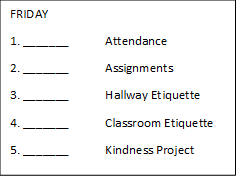 FRIDAY
1. _______ Attendance
2. _______ Assignments
3. _______ Hallway Etiquette
4. _______ Classroom Etiquette
5. _______ Kindness Project